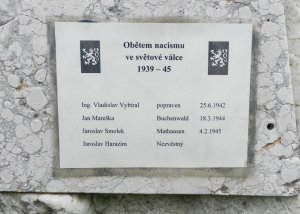 Obětem nacismu
ve světové válce
1939 – 45
Ing. Vladislav Vybíral popraven 25.6.1942
Jan Mareška Buchenwald 18.3.1944
Jaroslav Smolek Mathausen 4.2.1945
Jaroslav Harazim Nezvěstný